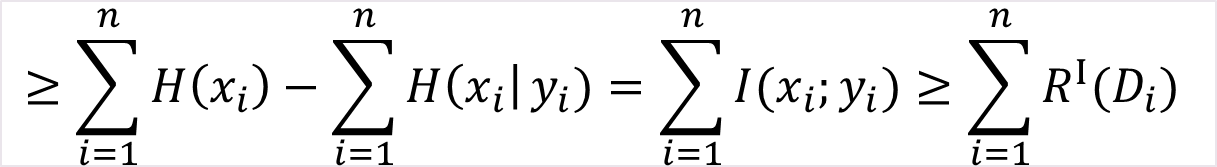 ≥ ∑_{i=1}^{n} H(x_i) − ∑_{i=1}^{n} H(x_i | y_i) = ∑_{i=1}^{n} I(x_i; y_i) ≥ ∑_{i=1}^{n} R^I(D_i)